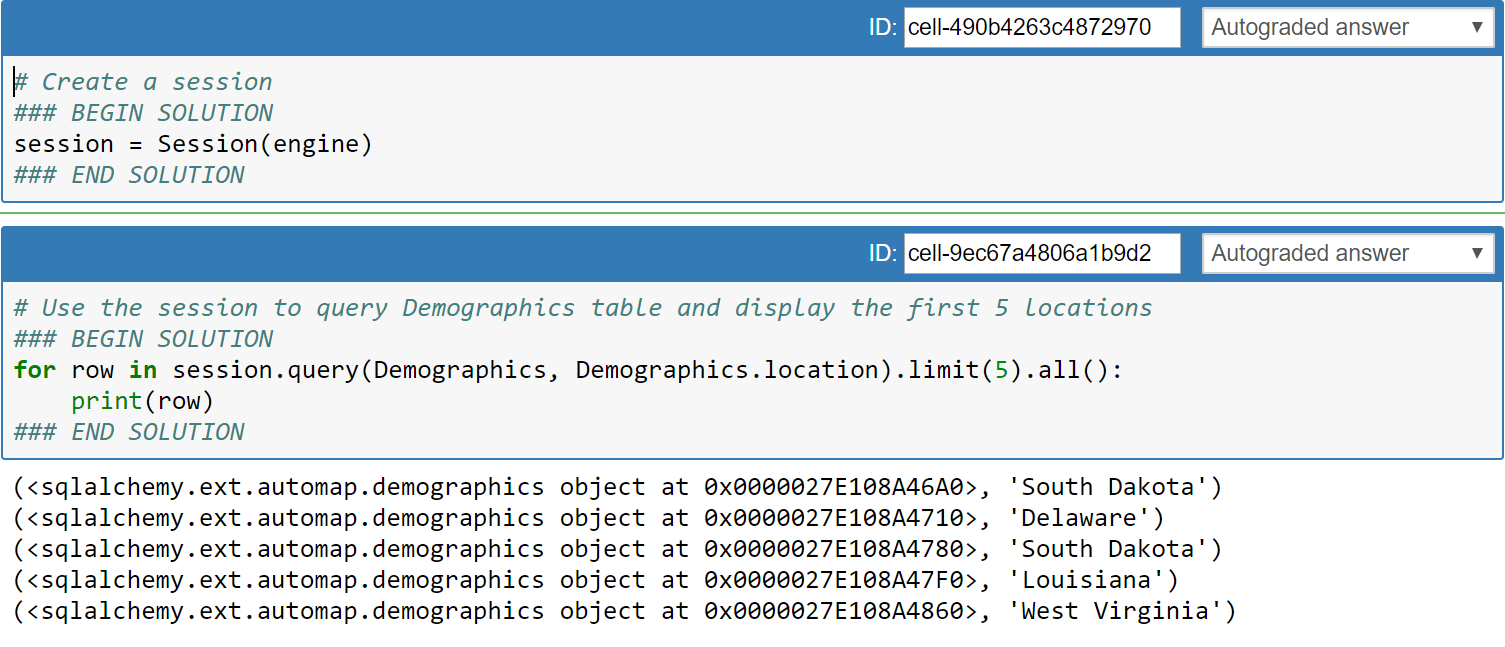 ID: cell-490b4263c4872970 Autograded answer ▼
# Create a session
### BEGIN SOLUTION
session = Session(engine)
### END SOLUTION
ID: cell-9ec67a4806a1b9d2 Autograded answer ▼
# Use the session to query Demographics table and display the first 5 locations
### BEGIN SOLUTION
for row in session.query(Demographics, Demographics.location).limit(5).all():
    print(row)
### END SOLUTION
(<sqlalchemy.ext.automap.demographics object at 0x0000027E108A46A0>, 'South Dakota')
(<sqlalchemy.ext.automap.demographics object at 0x0000027E108A4710>, 'Delaware')
(<sqlalchemy.ext.automap.demographics object at 0x0000027E108A4780>, 'South Dakota')
(<sqlalchemy.ext.automap.demographics object at 0x0000027E108A47F0>, 'Louisiana')
(<sqlalchemy.ext.automap.demographics object at 0x0000027E108A4860>, 'West Virginia')